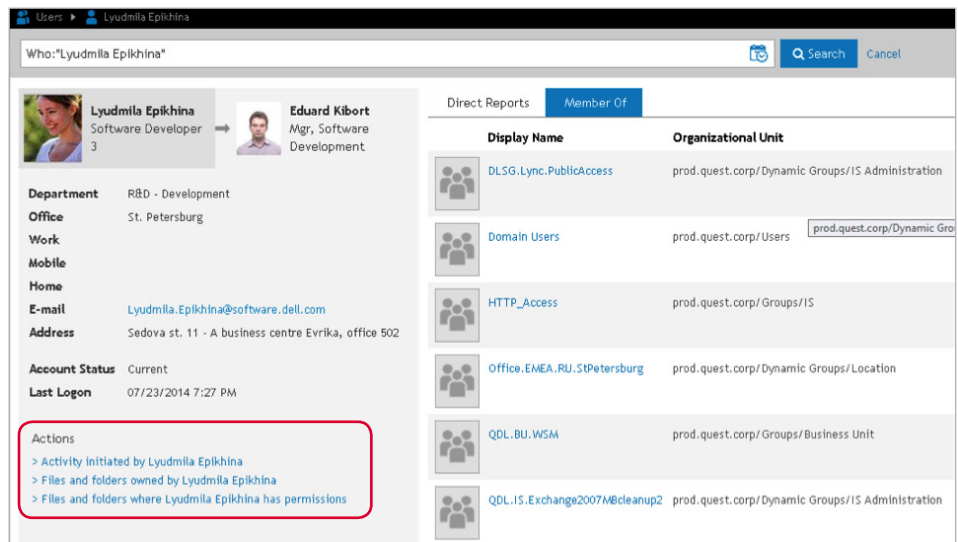 Users ▶ Lyudmila Epikhina
Who:"Lyudmila Epikhina"
Search
Cancel
Lyudmila Epikhina
Software Developer
3
Eduard Kibort
Mgr, Software
Development
Department R&D - Development
Office St. Petersburg
Work
Mobile
Home
E-mail Lyudmila.Epikhina@software.dell.com
Address Sedova st. 11 - A business centre Evrika, office 502
Account Status Current
Last Logon 07/23/2014 7:27 PM
Actions
> Activity initiated by Lyudmila Epikhina
> Files and folders owned by Lyudmila Epikhina
> Files and folders where Lyudmila Epikhina has permissions
Direct Reports Member Of
Display Name Organizational Unit
DLSG.Lync.PublicAccess prod.quest.corp/Dynamic Groups/IS Administration
Domain Users prod.quest.corp/Users
prod.quest.corp/Dynamic Gro
HTTP_Access prod.quest.corp/Groups/IS
Office.EMEA.RU.StPetersburg prod.quest.corp/Dynamic Groups/Location
QDL.BU.WSM prod.quest.corp/Groups/Business Unit
QDL.IS.Exchange2007MBcleanup2 prod.quest.corp/Dynamic Groups/IS Administration